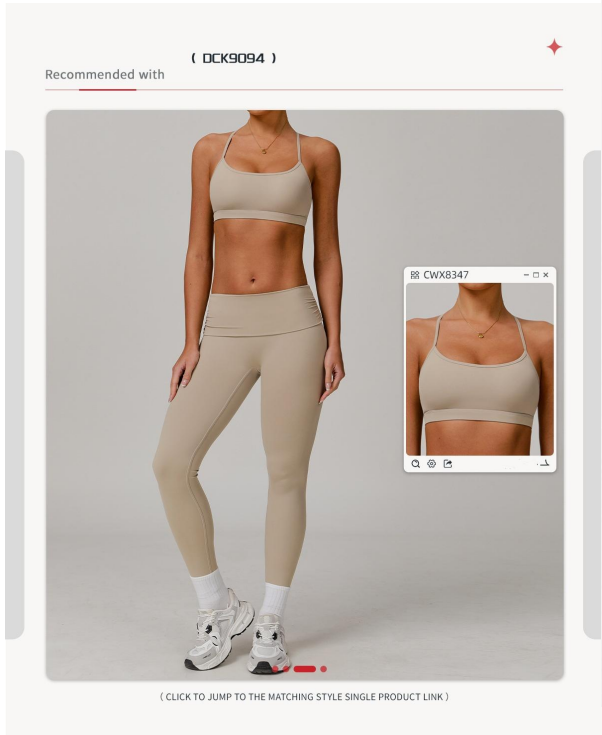 ( DCK9094 )
Recommended with
CWX8347
( CLICK TO JUMP TO THE MATCHING STYLE SINGLE PRODUCT LINK )